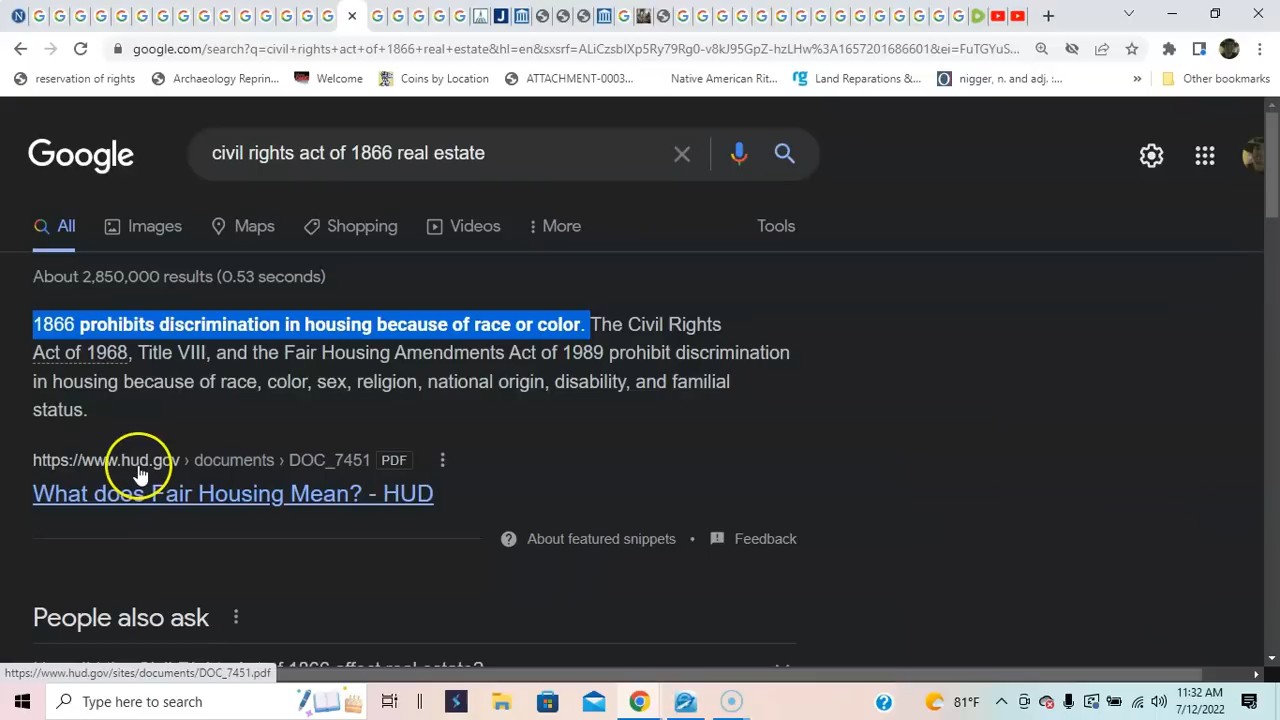 google.com/search?q=civil+rights+act+of+1866+real+estate&hl=en&sxsrf=ALiCzsbIXp5Ry79Rg0-v8kJ95GpZ-hzLHw%3A1657201686601&ei=FuTGYuS...
reservation of rights
Archaeology Reprin...
Welcome
Coins by Location
ATTACHMENT-0003...
Native American Rit...
Land Reparations &...
nigger, n. and adj. :...
»
Other bookmarks
Google
civil rights act of 1866 real estate
All
Images
Maps
Shopping
Videos
More
Tools
About 2,850,000 results (0.53 seconds)
1866 prohibits discrimination in housing because of race or color. The Civil Rights
Act of 1968, Title VIII, and the Fair Housing Amendments Act of 1989 prohibit discrimination
in housing because of race, color, sex, religion, national origin, disability, and familial
status.
https://www.hud.gov › documents › DOC_7451 PDF
What does Fair Housing Mean? - HUD
About featured snippets • Feedback
People also ask
https://www.hud.gov/sites/documents/DOC_7451.pdf
Type here to search
81°F
11:32 AM
7/12/2022